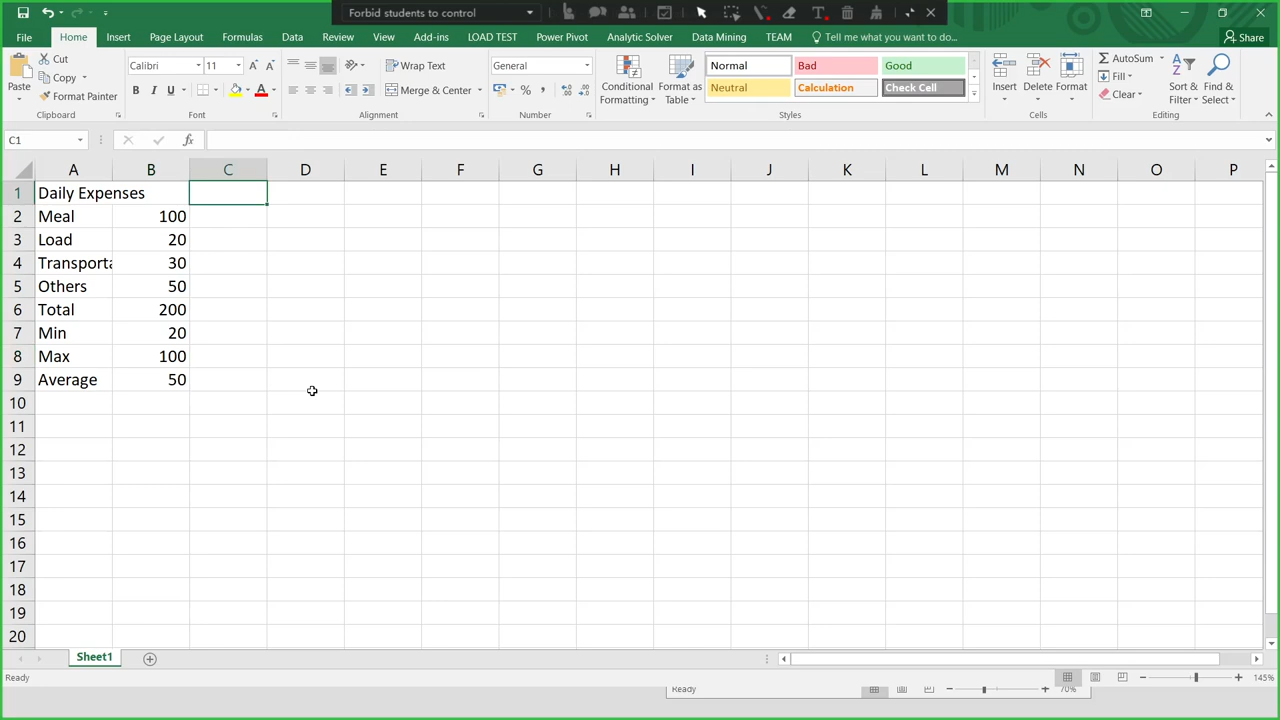 Forbid students to control
File Home Insert Page Layout Formulas Data Review View Add-ins LOAD TEST Power Pivot Analytic Solver Data Mining TEAM Tell me what you want to do... Share
Cut
Copy
Format Painter
Paste
Clipboard
Calibri 11 A A
B I U A
Font
Wrap Text
Merge & Center
Alignment
General
% ,
Number
Conditional Formatting
Format as Table
Normal Bad Good
Neutral Calculation Check Cell
Styles
Insert Delete Format
Cells
AutoSum
Fill
Clear
Sort & Filter
Find & Select
Editing
C1 fx
A B C D E F G H I J K L M N O P
1 Daily Expenses
2 Meal 100
3 Load 20
4 Transporta 30
5 Others 50
6 Total 200
7 Min 20
8 Max 100
9 Average 50
10
11
12
13
14
15
16
17
18
19
20
Sheet1
Ready 145%
Ready 70%